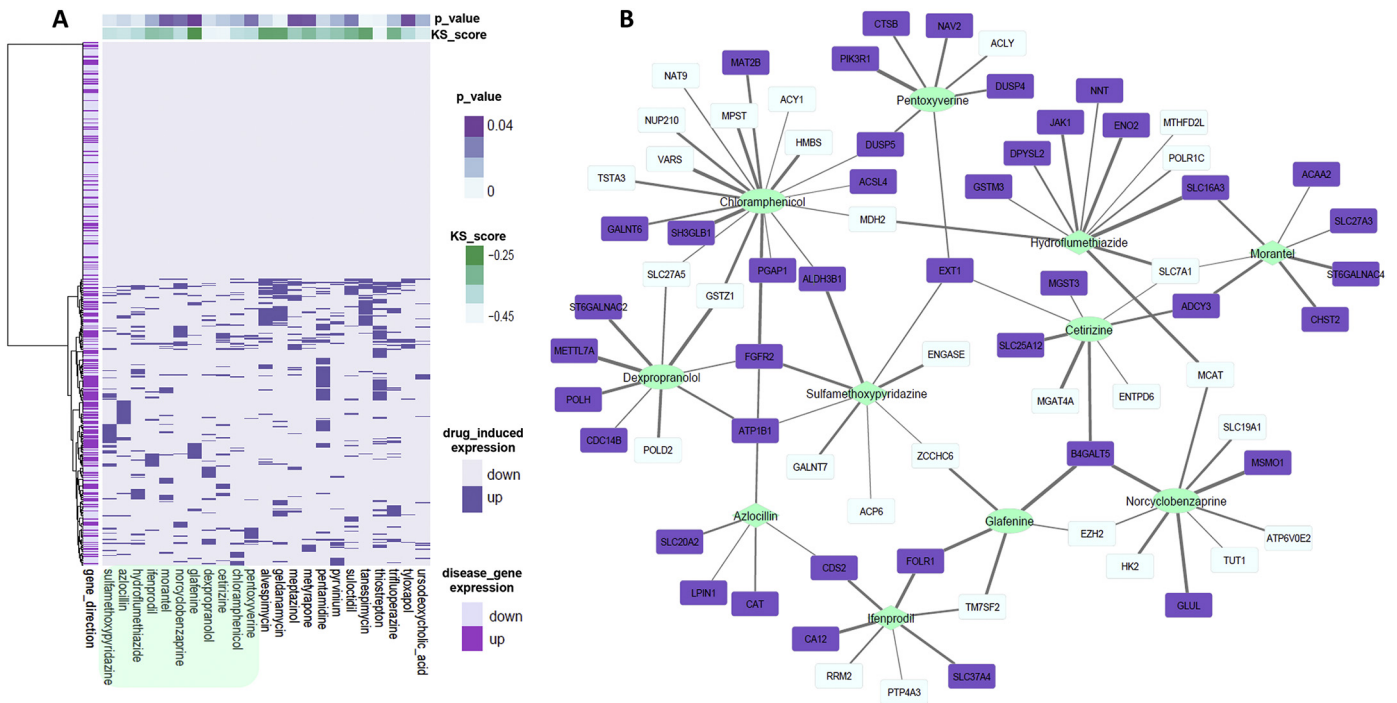 A
p_value
KS_score
p_value
0.04
0
KS_score
−0.25
−0.45
drug_induced
expression
down
up
disease_gene
expression
down
up
gene_direction
sulfamethoxypyridazine
azlocillin
hydroflumethiazide
ifenprodil
morantel
norcyclobenzaprine
glafenine
dexpropranolol
cetirizine
chloramphenicol
pentoxyverine
alvespimycin
geldanamycin
meptazinol
metyrapone
pentamidine
pyrvinium
suloctidil
tanespimycin
thiostrepton
trifluoperazine
tyloxapol
ursodeoxycholic_acid
B
CTSB
NAV2
ACLY
PIK3R1
MAT2B
NAT9
DUSP4
NNT
Pentoxyverine
ACY1
MPST
NUP210
JAK1
ENO2
MTHFD2L
HMBS
DUSP5
DPYSL2
POLR1C
VARS
TSTA3
ACSL4
GSTM3
SLC16A3
ACAA2
Chloramphenicol
MDH2
SLC27A3
GALNT6
SH3GLB1
Hydroflumethiazide
Morantel
SLC27A5
PGAP1
ALDH3B1
EXT1
SLC7A1
ST6GALNAC4
MGST3
GSTZ1
ST6GALNAC2
ADCY3
CHST2
Cetirizine
SLC25A12
METTL7A
FGFR2
ENGASE
Dexpropranolol
MCAT
Sulfamethoxypyridazine
POLH
MGAT4A
ENTPD6
CDC14B
ATP1B1
SLC19A1
POLD2
ZCCHC6
B4GALT5
GALNT7
MSMO1
Norcyclobenzaprine
Azlocillin
ACP6
Glafenine
EZH2
ATP6V0E2
SLC20A2
CDS2
FOLR1
HK2
TUT1
LPIN1
CAT
TM7SF2
GLUL
Ifenprodil
CA12
RRM2
SLC37A4
PTP4A3